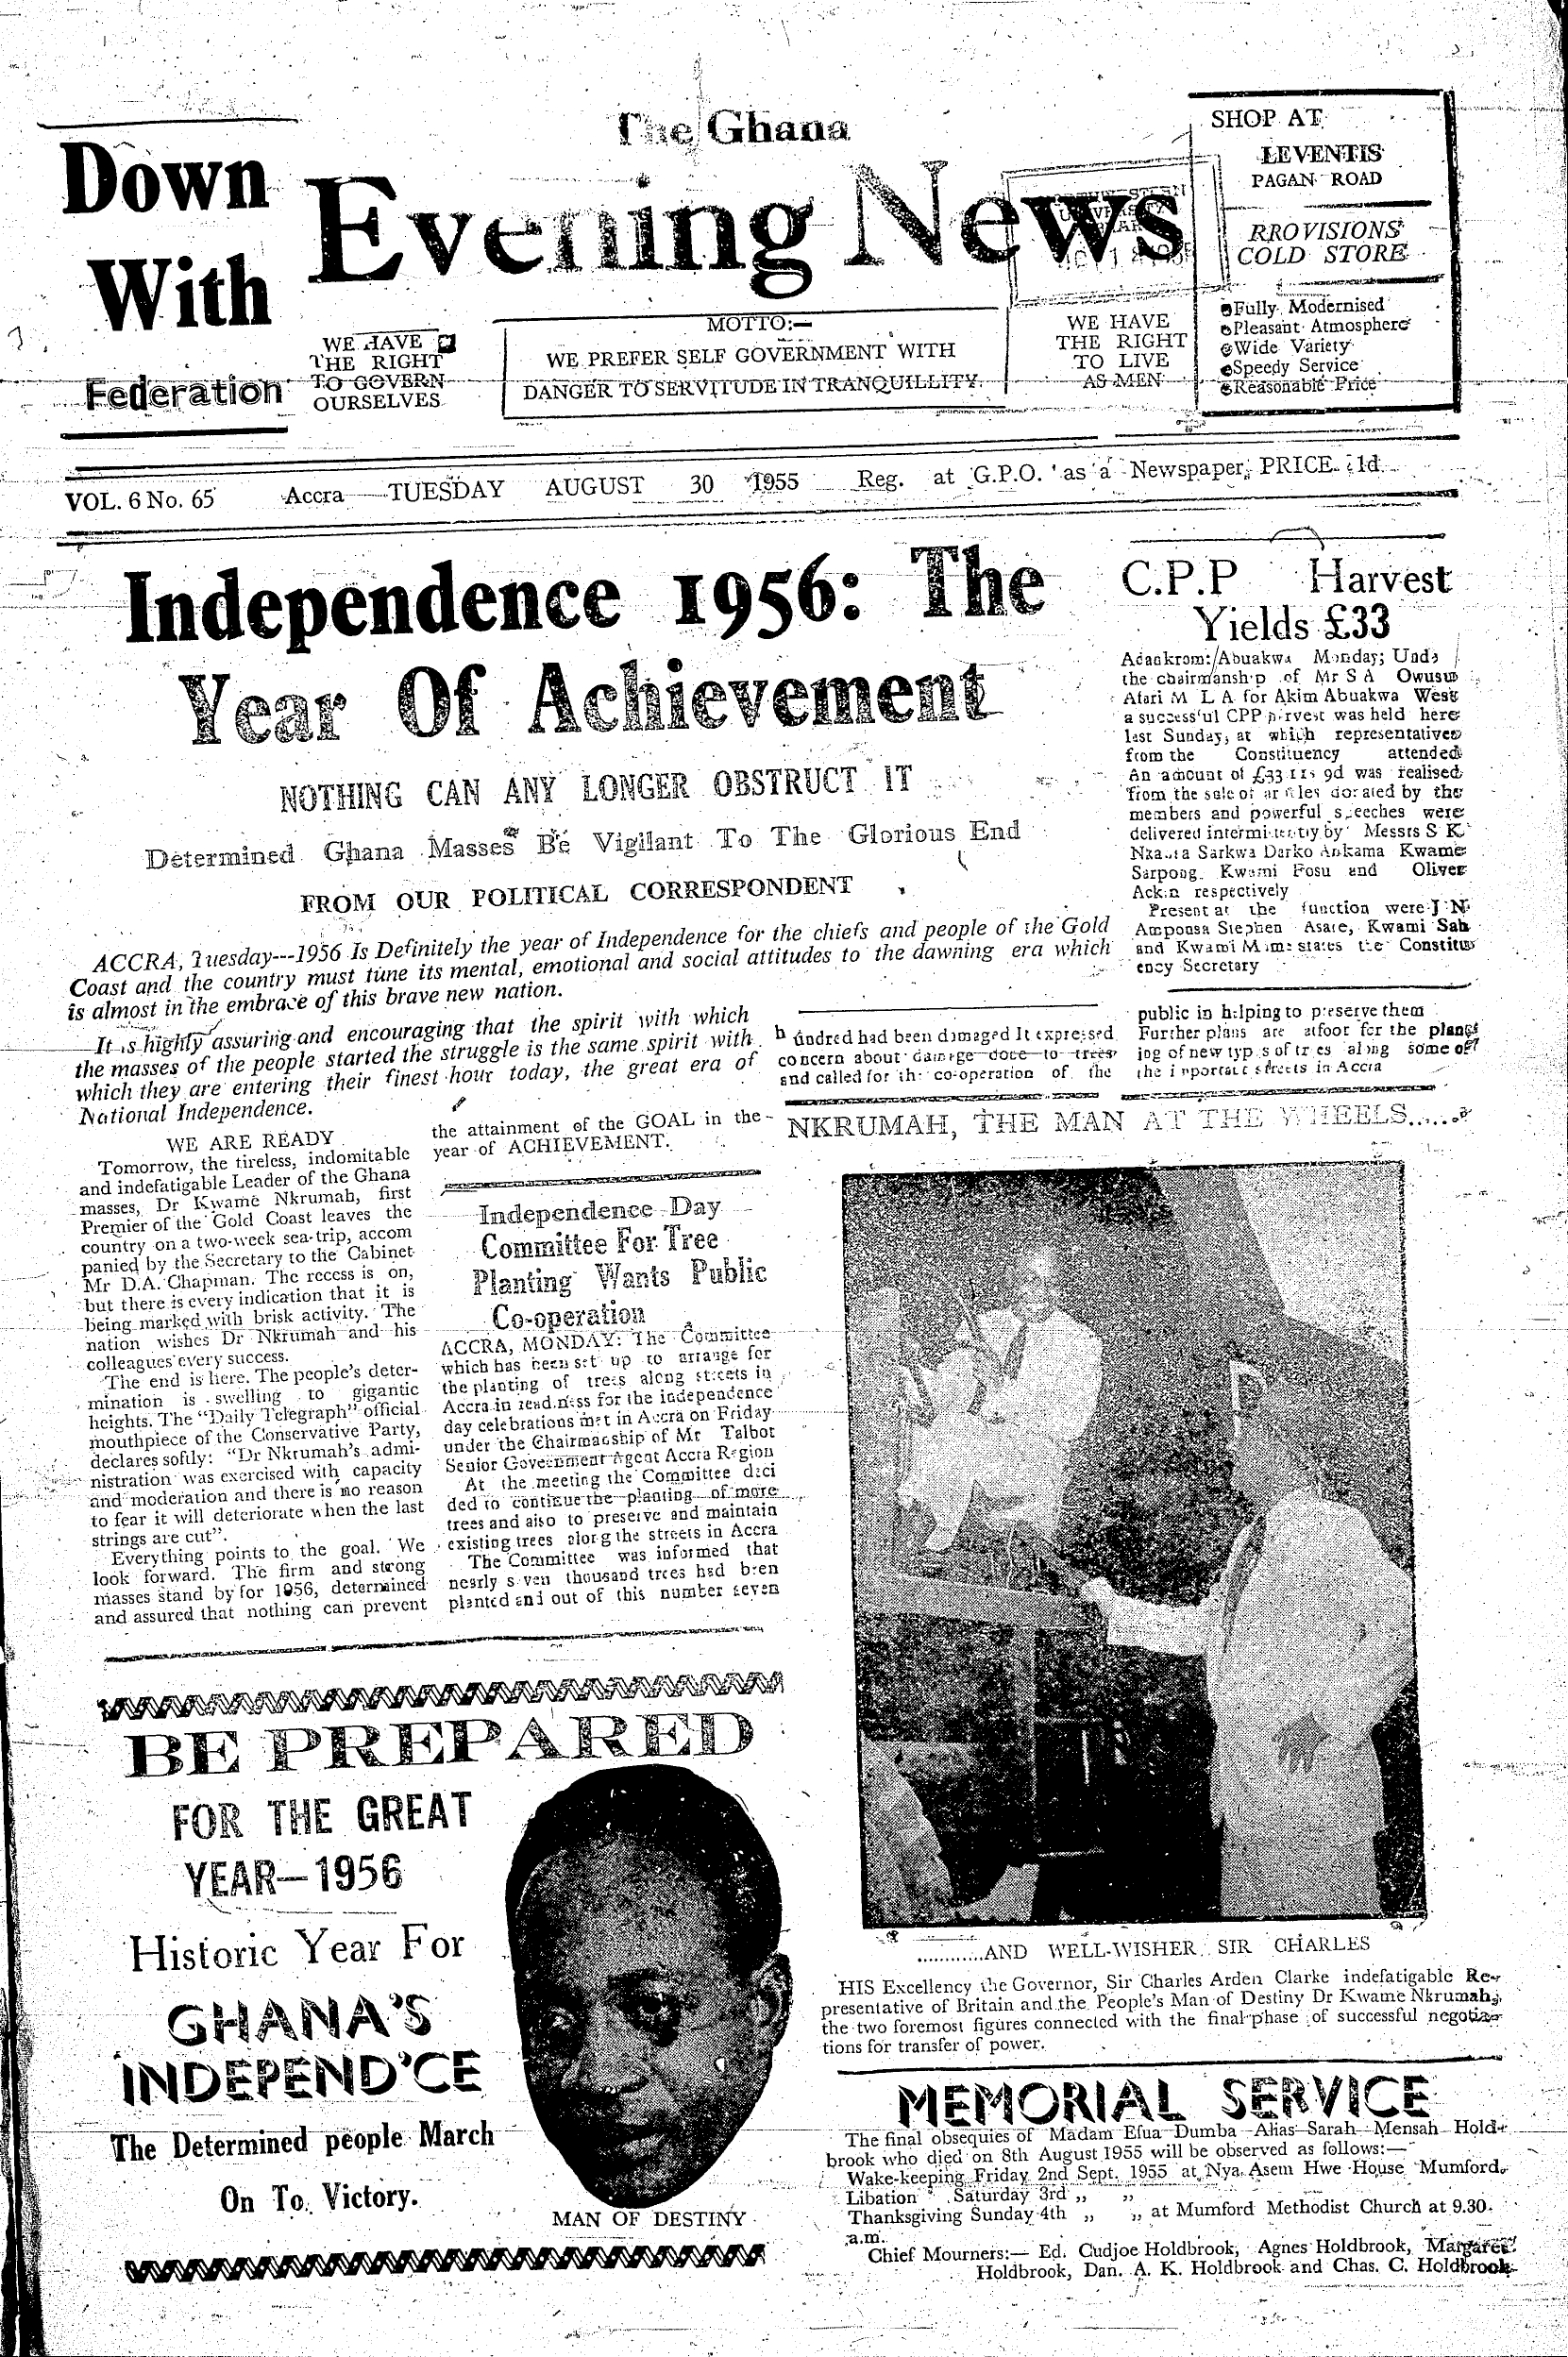 Down
With
Federation
The Ghana
Evening News
WE HAVE
THE RIGHT
TO GOVERN
OURSELVES
MOTTO:—
WE PREFER SELF GOVERNMENT WITH
DANGER TO SERVITUDE IN TRANQUILLITY.
WE HAVE
THE RIGHT
TO LIVE
AS MEN
SHOP AT
LEVENTIS
PAGAN ROAD
RROVISIONS
COLD STORE
Fully Modernised
Pleasant Atmosphere
Wide Variety
Speedy Service
Reasonable Price
VOL. 6 No. 65 Accra TUESDAY AUGUST 30 1955 Reg. at G.P.O. as a Newspaper, PRICE 1d.
Independence 1956: The
Year Of Achievement
NOTHING CAN ANY LONGER OBSTRUCT IT
Determined Ghana Masses Be Vigilant To The Glorious End
FROM OUR POLITICAL CORRESPONDENT
ACCRA, Tuesday---1956 Is Definitely the year of Independence for the chiefs and people of the Gold
Coast and the country must tune its mental, emotional and social attitudes to the dawning era which
is almost in the embrace of this brave new nation.
It is highly assuring and encouraging that the spirit with which
the masses of the people started the struggle is the same spirit with
which they are entering their finest hour today, the great era of
National Independence.
WE ARE READY
Tomorrow, the tireless, indomitable
and indefatigable Leader of the Ghana
masses, Dr Kwame Nkrumah, first
Premier of the Gold Coast leaves the
country on a two-week sea-trip, accom
panied by the Secretary to the Cabinet
Mr D.A. Chapman. The recess is on,
but there is every indication that it is
being marked with brisk activity. The
nation wishes Dr Nkrumah and his
colleagues every success.
The end is here. The people's deter-
mination is swelling to gigantic
heights. The "Daily Telegraph" official
mouthpiece of the Conservative Party,
declares softly: "Dr Nkrumah's admi-
nistration was exercised with capacity
and moderation and there is no reason
to fear it will deteriorate when the last
strings are cut".
Everything points to the goal. We
look forward. The firm and strong
masses stand by for 1956, determined
and assured that nothing can prevent
the attainment of the GOAL in the
year of ACHIEVEMENT.
Independence Day
Committee For Tree
Planting Wants Public
Co-operation
ACCRA, MONDAY: The Committee
which has been set up to arrange for
the planting of trees along streets in
Accra in readiness for the independence
day celebrations met in Accra on Friday
under the Chairmanship of Mr Talbot
Senior Government Agent Accra Region
At the meeting the Committee deci
ded to continue the planting of more
trees and also to preserve and maintain
existing trees along the streets in Accra
The Committee was informed that
nearly seven thousand trees had been
planted and out of this number seven
hundred had been damaged It expressed
concern about damage done to trees
and called for the co-operation of the
public in helping to preserve them
Further plans are afoot for the plant
ing of new types of trees along some of
the important streets in Accra
C.P.P Harvest
Yields £33
Abuakwa Monday; Unde
the chairmanship of Mr S A Owusu
Afari M L A for Akim Abuakwa West
a successful CPP harvest was held here
last Sunday, at which representatives
from the Constituency attended
An amount of £33 11s 9d was realised
from the sale of articles donated by the
members and powerful speeches were
delivered intermittently by Messrs S K
Sarkwa Darko Ankama Kwame
Sarpong Kwami Fosu and Oliver
respectively
Present at the function were J N
Amponsa Stephen Asare, Kwami Sah
and Kwami states the Constitu
ency Secretary
NKRUMAH, THE MAN AT THE WHEELS......
............AND WELL-WISHER SIR CHARLES
HIS Excellency the Governor, Sir Charles Arden Clarke indefatigable Re-
presentative of Britain and the People's Man of Destiny Dr Kwame Nkrumah,
the two foremost figures connected with the final phase of successful negotia-
tions for transfer of power.
BE PREPARED
FOR THE GREAT
YEAR—1956
Historic Year For
GHANA'S
INDEPEND'CE
The Determined people March
On To Victory.
MAN OF DESTINY
MEMORIAL SERVICE
The final obsequies of Madam Efua Dumba Alias Sarah Mensah Hold-
brook who died on 8th August 1955 will be observed as follows:—
Wake-keeping Friday 2nd Sept. 1955 at Nya Asem Hwe House Mumford.
Libation Saturday 3rd ,, ,,
Thanksgiving Sunday 4th ,, ,, at Mumford Methodist Church at 9.30.
a.m.
Chief Mourners:— Ed. Cudjoe Holdbrook, Agnes Holdbrook, Margaret
Holdbrook, Dan. A. K. Holdbrook and Chas. C. Holdbrook